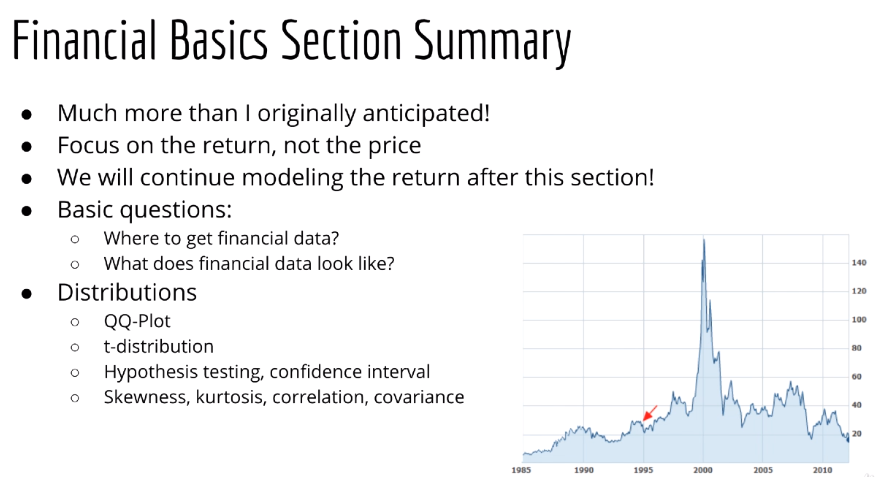 Financial Basics Section Summary
● Much more than I originally anticipated!
● Focus on the return, not the price
● We will continue modeling the return after this section!
● Basic questions:
○ Where to get financial data?
○ What does financial data look like?
● Distributions
○ QQ-Plot
○ t-distribution
○ Hypothesis testing, confidence interval
○ Skewness, kurtosis, correlation, covariance
140
120
100
80
60
40
20
1985 1990 1995 2000 2005 2010